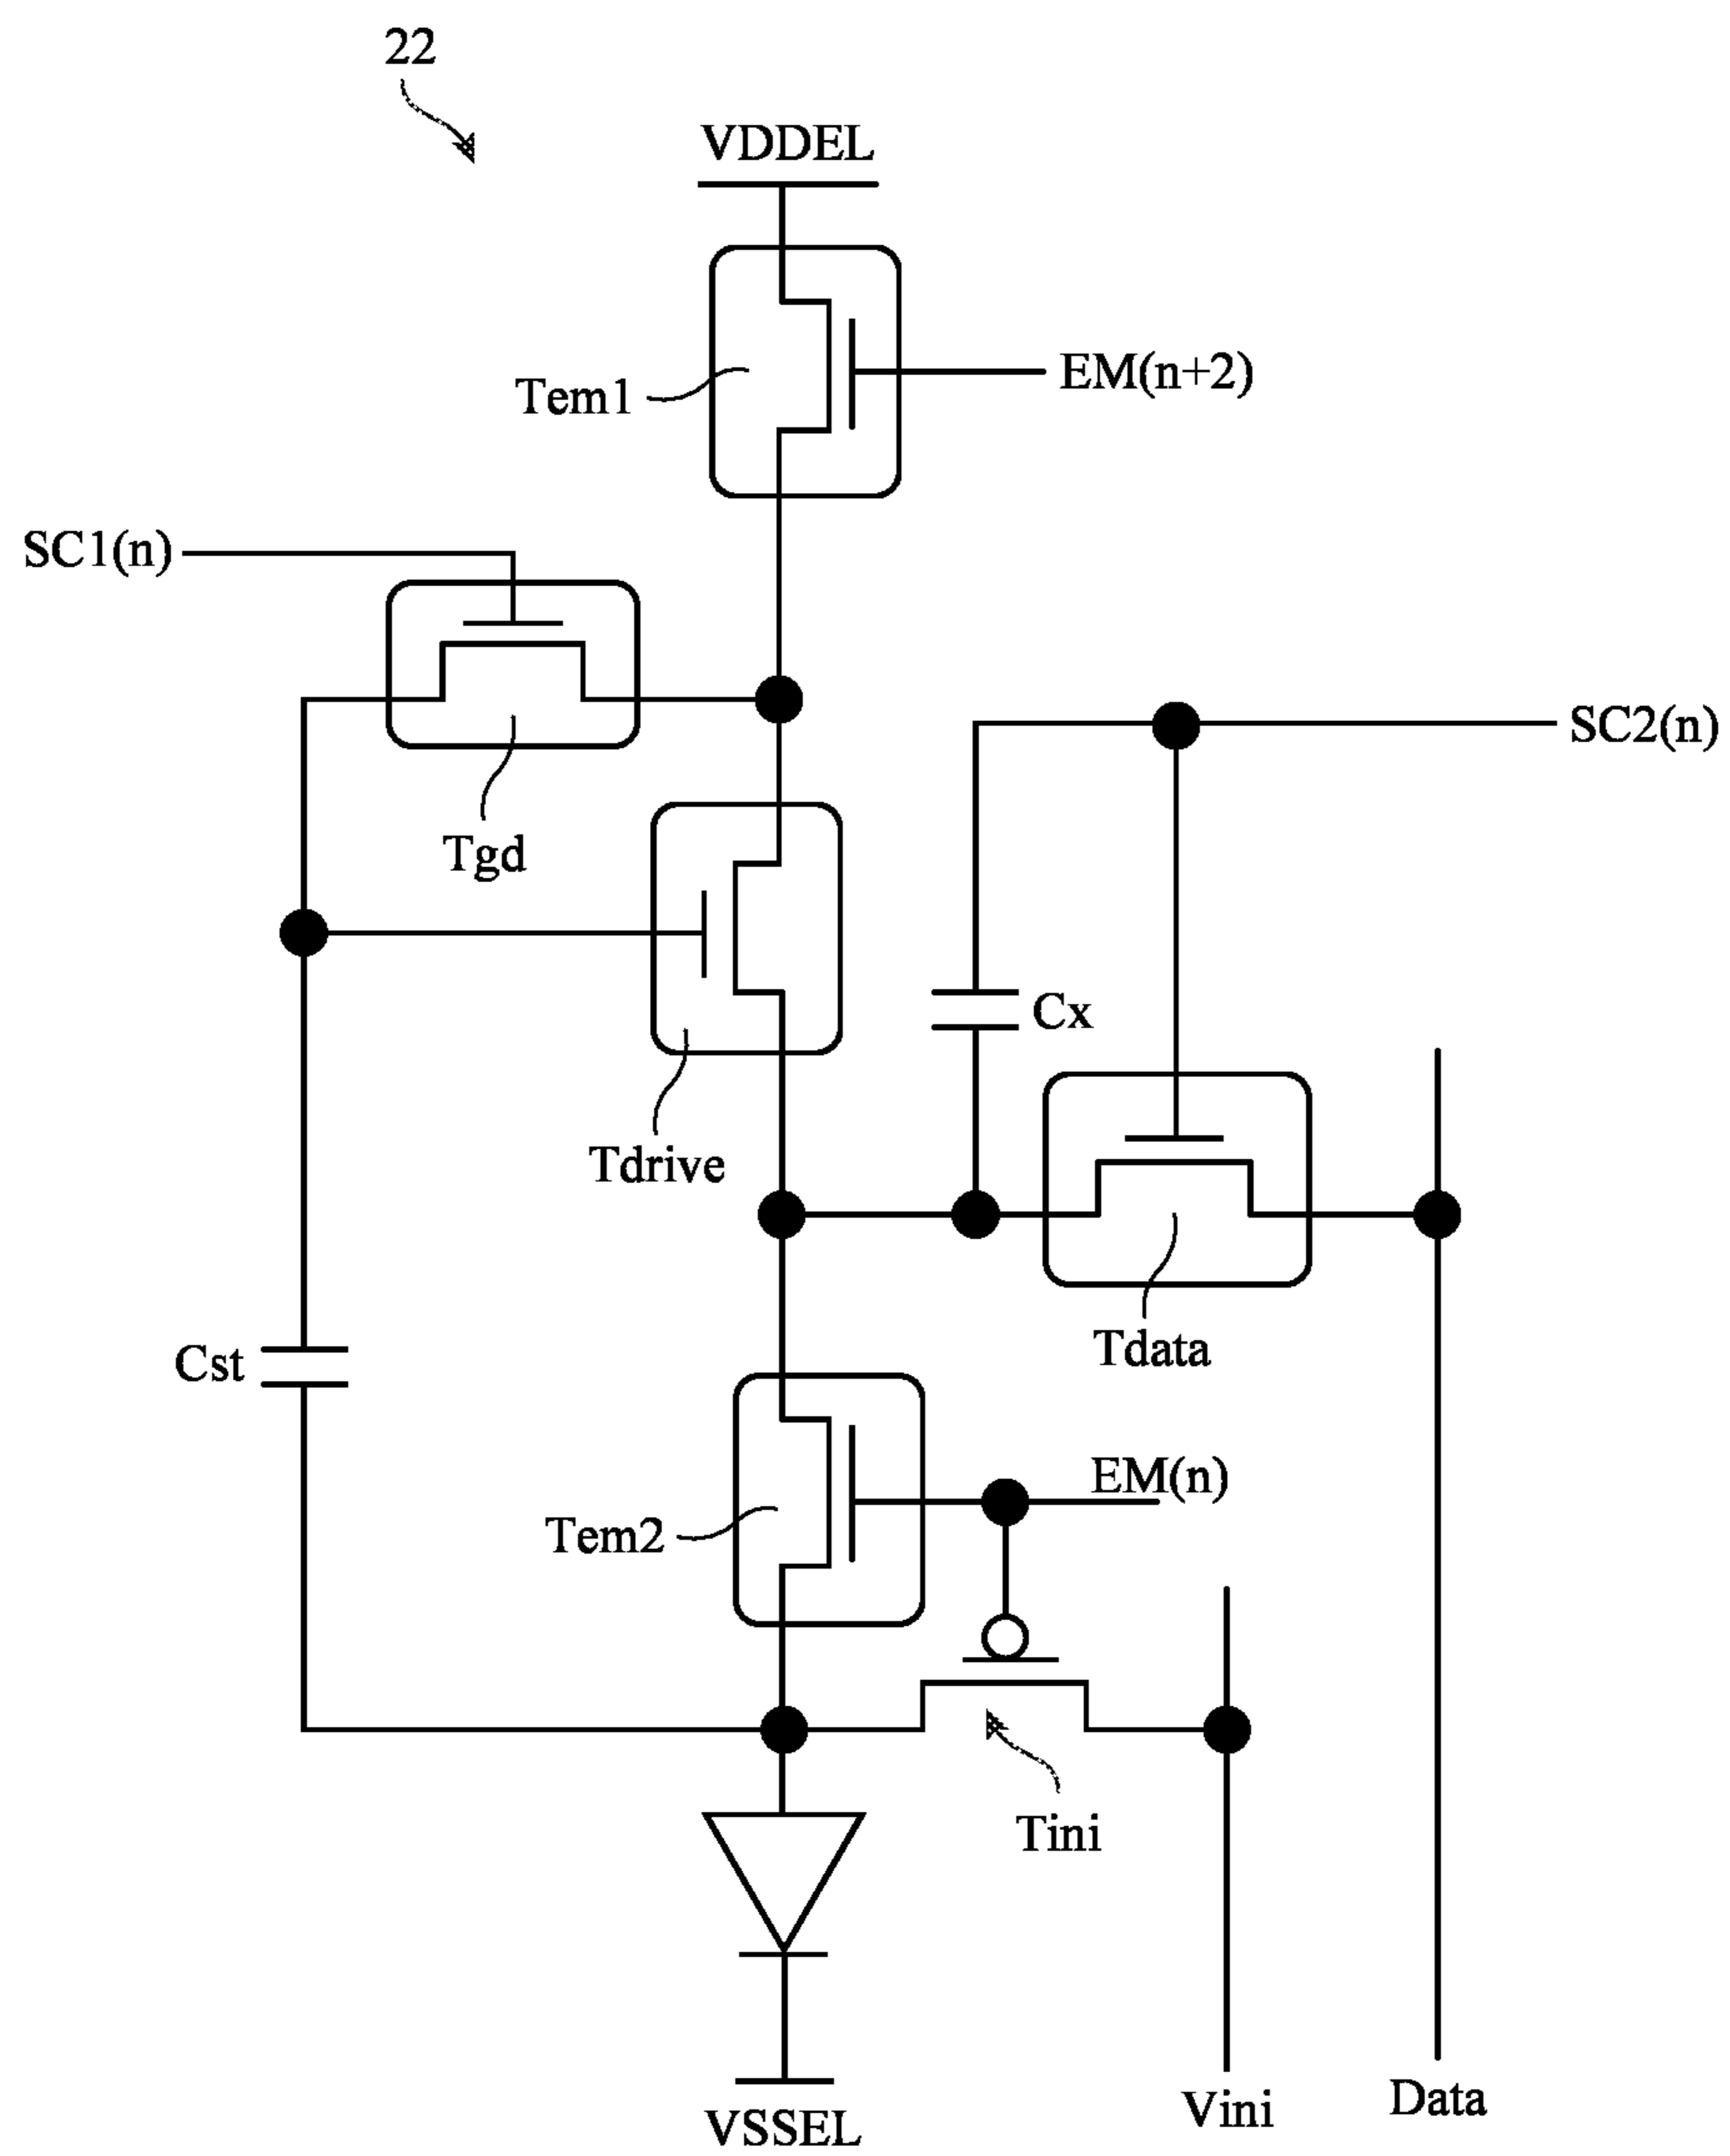 22
VDDEL
Tem1
EM(n+2)
SC1(n)
SC2(n)
Tgd
Cx
Tdrive
Tdata
Cst
EM(n)
Tem2
Tini
Vini
Data
VSSEL